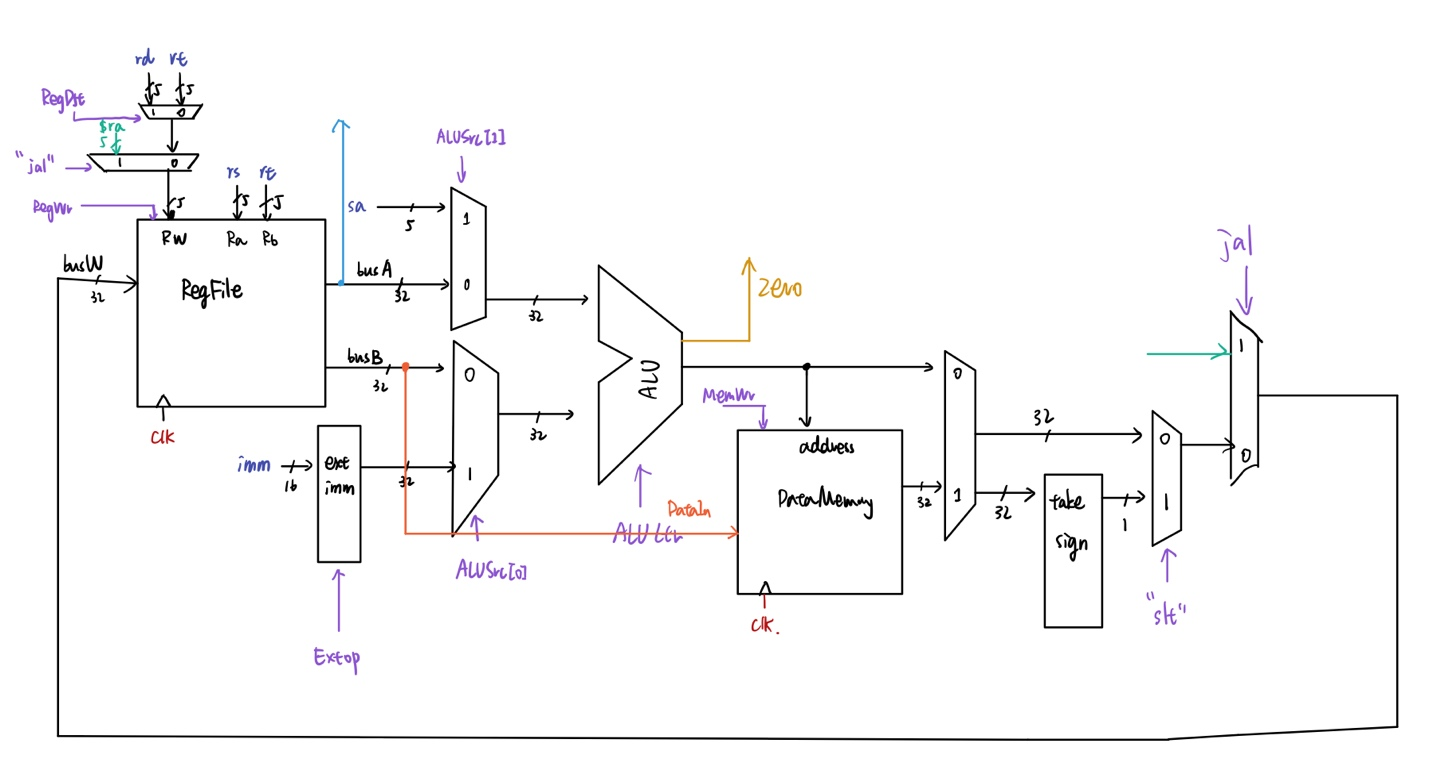 rd rt
5 5
RegDst
1 0
$ra
5
"jal"
1 0
RegWr
5
rs rt
5 5
RW Ra Rb
RegFile
busW
32
Clk
busA
32
busB
32
sa
5
ALUSrc[1]
1
0
32
0
1
32
imm
16
ext
imm
32
Extop
ALUSrc[0]
ALU
Zero
ALU Ctr
DataIn
MemWr
address
DataMemory
Clk.
32
0
1
32
32
take
sign
1
0
1
"slt"
jal
1
0